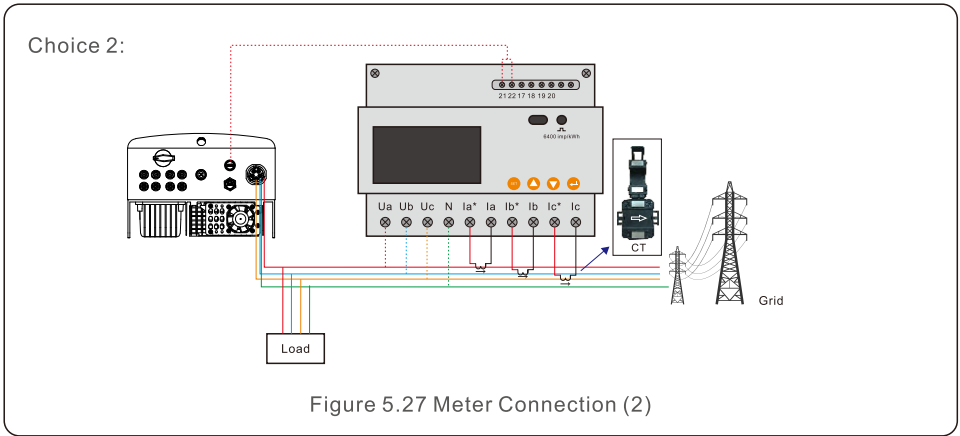 Choice 2:
21 22 17 18 19 20
6400 imp/kWh
Ua Ub Uc N Ia* Ia Ib* Ib Ic* Ic
CT
Grid
Load
Figure 5.27 Meter Connection (2)